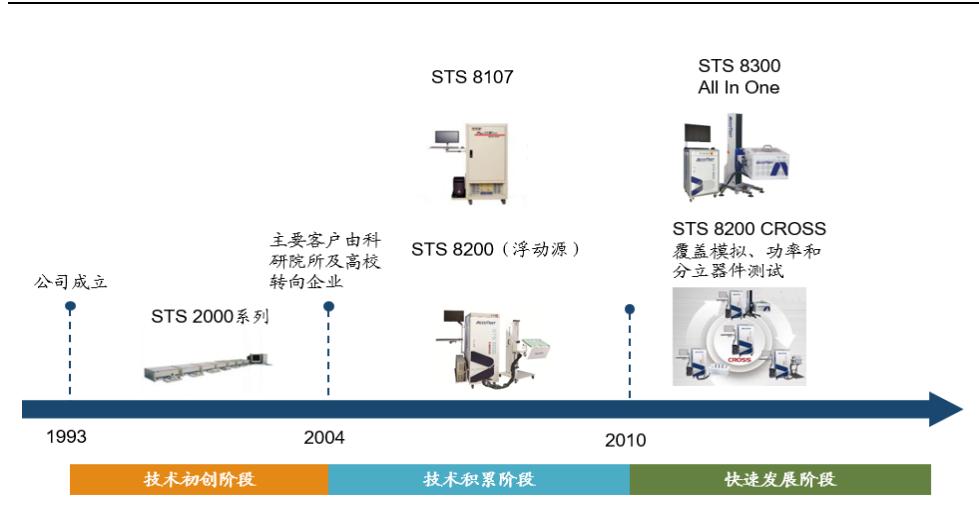 STS 8107
STS 8300
All In One
主要客户由科
研院所及高校
转向企业
STS 8200（浮动源）
STS 8200 CROSS
覆盖模拟、功率和
分立器件测试
公司成立
STS 2000系列
CROSS
1993
2004
2010
技术初创阶段
技术积累阶段
快速发展阶段